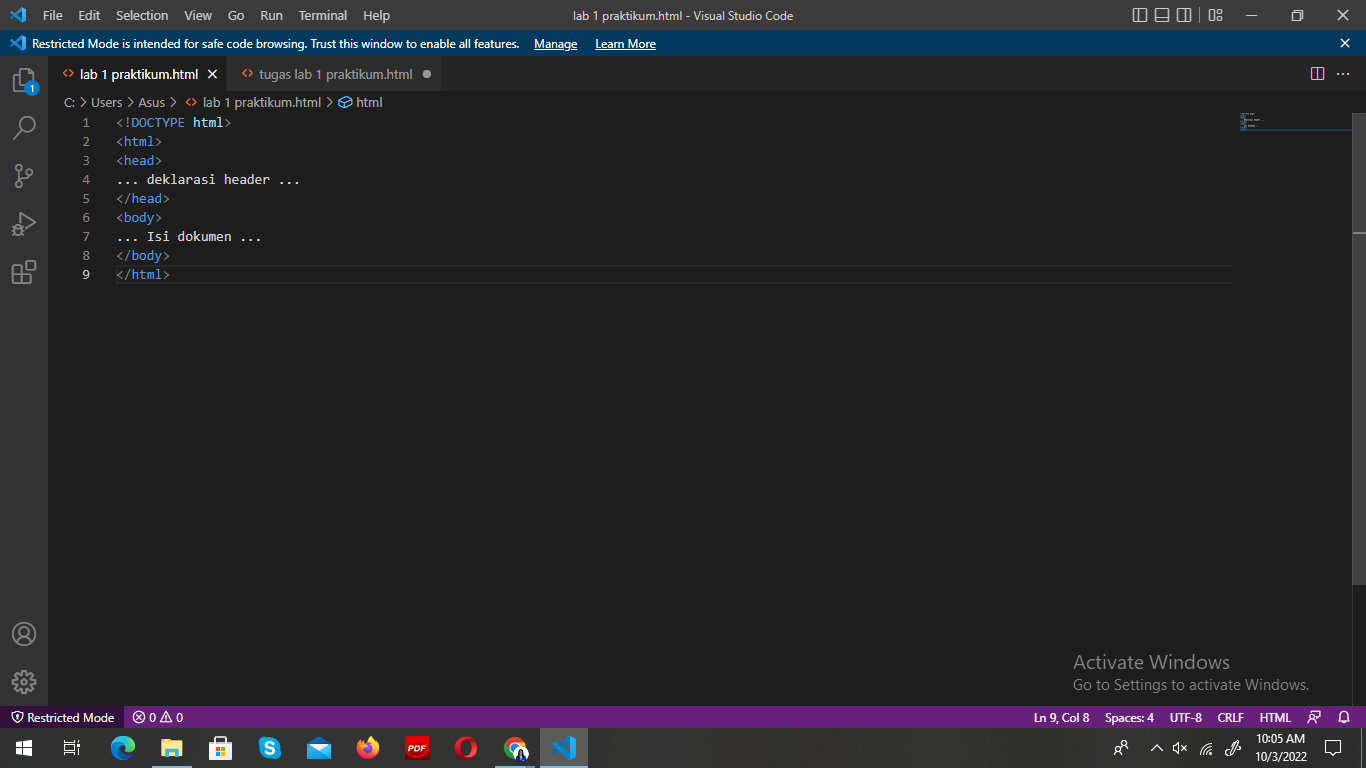 File Edit Selection View Go Run Terminal Help lab 1 praktikum.html - Visual Studio Code
Restricted Mode is intended for safe code browsing. Trust this window to enable all features. Manage Learn More
lab 1 praktikum.html tugas lab 1 praktikum.html
C: > Users > Asus > lab 1 praktikum.html > html
1 <!DOCTYPE html>
2 <html>
3 <head>
4 ... deklarasi header ...
5 </head>
6 <body>
7 ... Isi dokumen ...
8 </body>
9 </html>
1
Activate Windows
Go to Settings to activate Windows.
Restricted Mode 0 0 Ln 9, Col 8 Spaces: 4 UTF-8 CRLF HTML
PDF
10:05 AM
10/3/2022